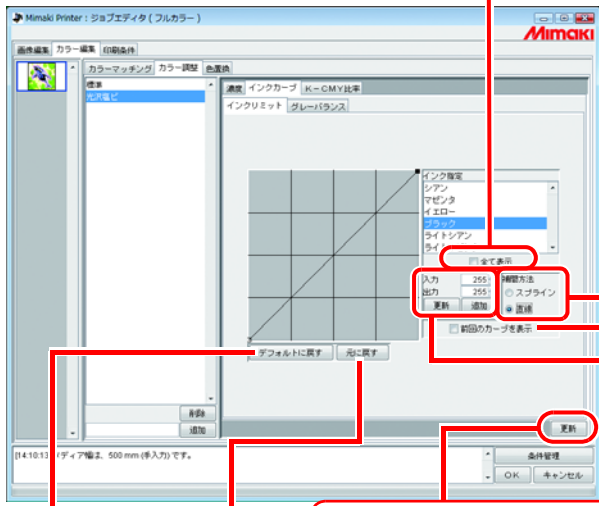 Mimaki Printer : ジョブエディタ ( フルカラー )
Mimaki
画像編集 カラー編集 印刷条件
カラーマッチング カラー調整 色置換
標準
光沢塩ビ
濃度 インクカーブ K－CMY比率
インクリミット グレーバランス
インク指定
シアン
マゼンタ
イエロー
ブラック
ライトシアン
全て表示
入力 255
出力 255
更新 追加
補間方法
スプライン
直線
前回のカーブを表示
デフォルトに戻す 元に戻す
削除
追加
更新
[14:10:13] メディア幅は、500 mm (手入力) です。
条件管理
OK キャンセル